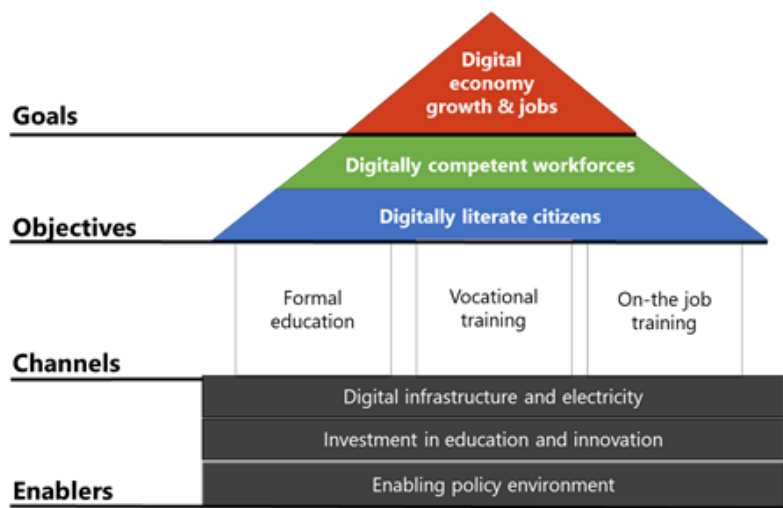 Digital
economy
growth & jobs
Goals
Digitally competent workforces
Digitally literate citizens
Objectives
Formal
education
Vocational
training
On-the job
training
Channels
Digital infrastructure and electricity
Investment in education and innovation
Enabling policy environment
Enablers